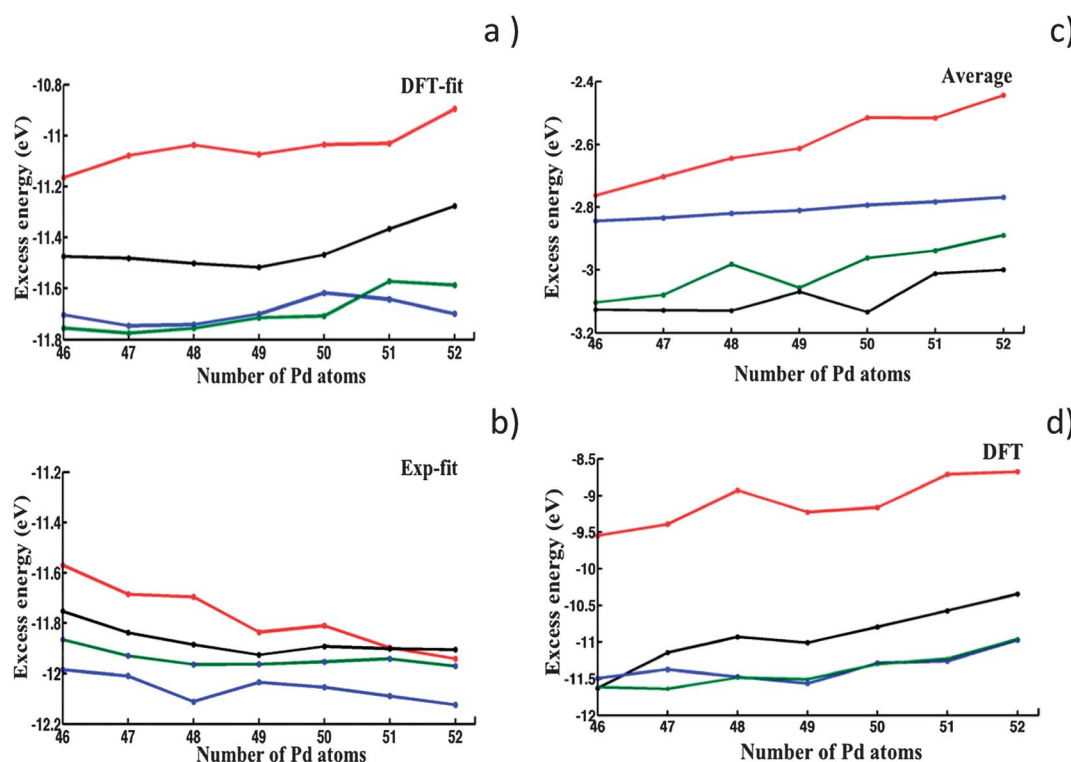 a )
DFT-fit
Excess energy (eV)
-10.8
-11
-11.2
-11.4
-11.6
-11.8
46 47 48 49 50 51 52
Number of Pd atoms
c)
Average
Excess energy (eV)
-2.4
-2.6
-2.8
-3
-3.2
46 47 48 49 50 51 52
Number of Pd atoms
b)
Exp-fit
Excess energy (eV)
-11.2
-11.4
-11.6
-11.8
-12
-12.2
46 47 48 49 50 51 52
Number of Pd atoms
d)
DFT
Excess energy (eV)
-8.5
-9
-9.5
-10
-10.5
-11
-11.5
-12
46 47 48 49 50 51 52
Number of Pd atoms